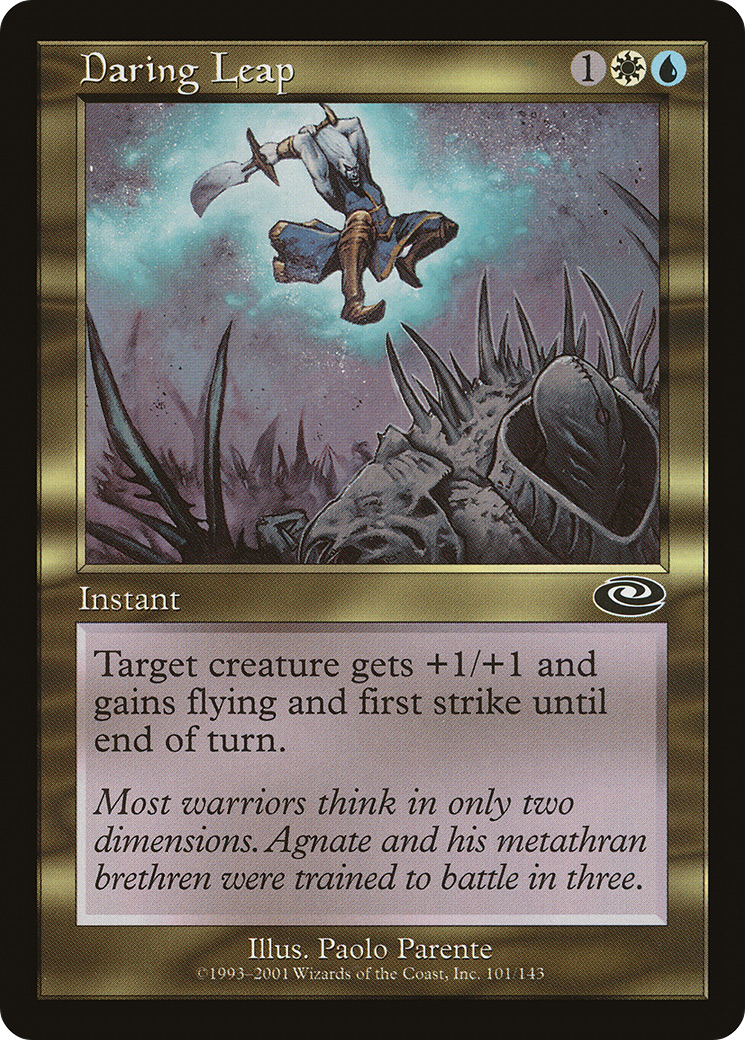 Daring Leap 1
Instant
Target creature gets +1/+1 and
gains flying and first strike until
end of turn.
Most warriors think in only two
dimensions. Agnate and his metathran
brethren were trained to battle in three.
Illus. Paolo Parente
©1993–2001 Wizards of the Coast, Inc. 101/143